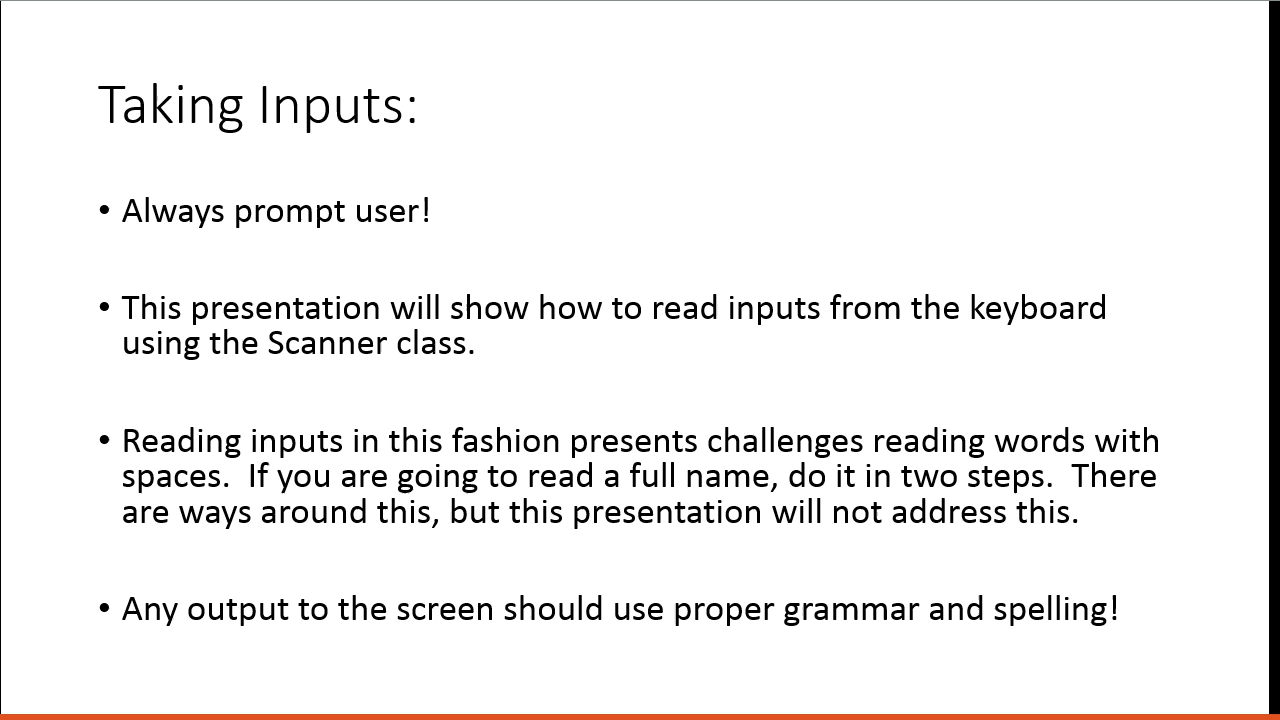 Taking Inputs:
• Always prompt user!
• This presentation will show how to read inputs from the keyboard
using the Scanner class.
• Reading inputs in this fashion presents challenges reading words with
spaces.  If you are going to read a full name, do it in two steps.  There
are ways around this, but this presentation will not address this.
• Any output to the screen should use proper grammar and spelling!